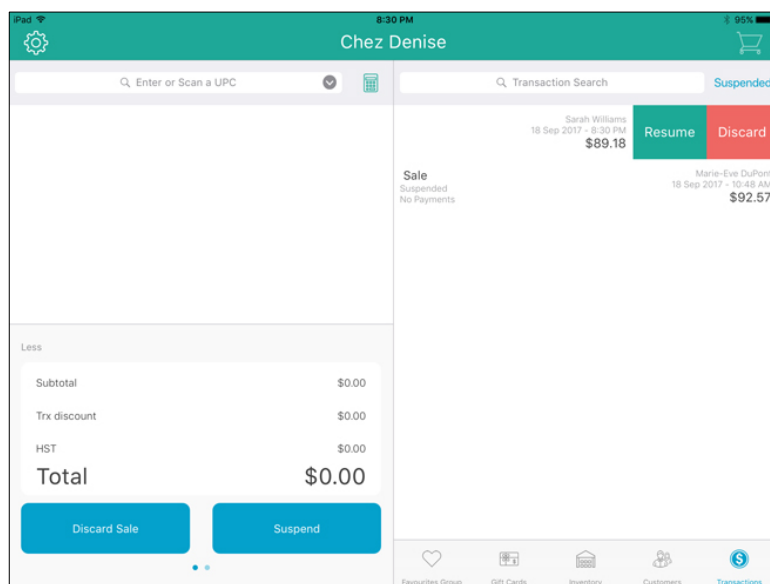 iPad 8:30 PM 95%
Chez Denise
Enter or Scan a UPC
Transaction Search
Suspended
Sarah Williams
18 Sep 2017 - 8:30 PM
$89.18
Resume
Discard
Sale
Suspended
No Payments
Marie-Eve DuPont
18 Sep 2017 - 10:48 AM
$92.57
Less
Subtotal $0.00
Trx discount $0.00
HST $0.00
Total $0.00
Discard Sale
Suspend
Favourites Group
Gift Cards
Inventory
Customers
Transactions